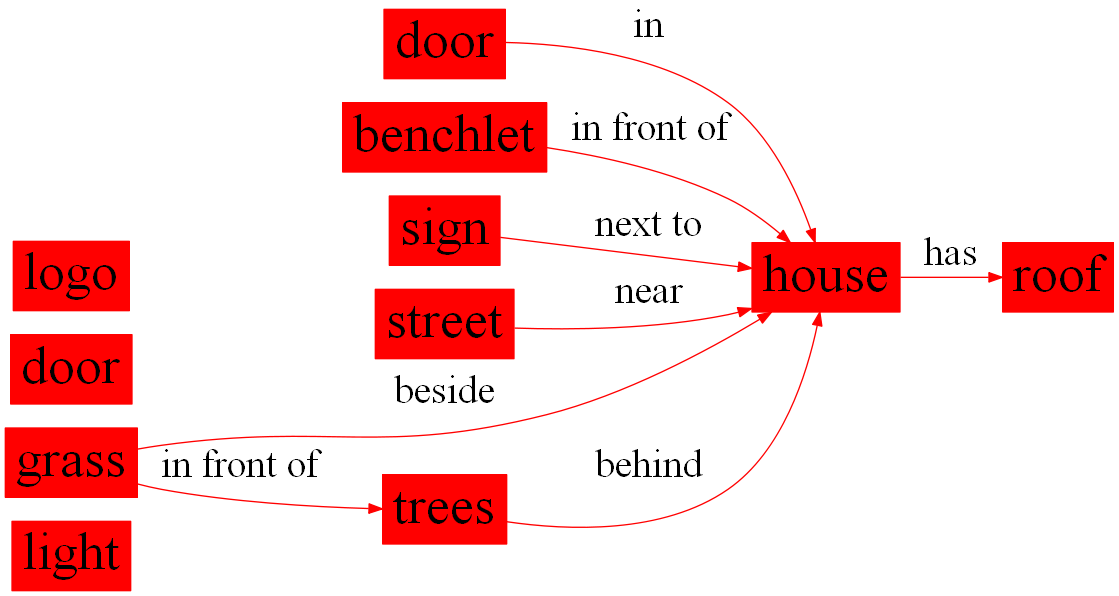 door
in
benchlet
in front of
sign
next to
logo
house
has
roof
street
near
door
beside
grass
in front of
trees
behind
light